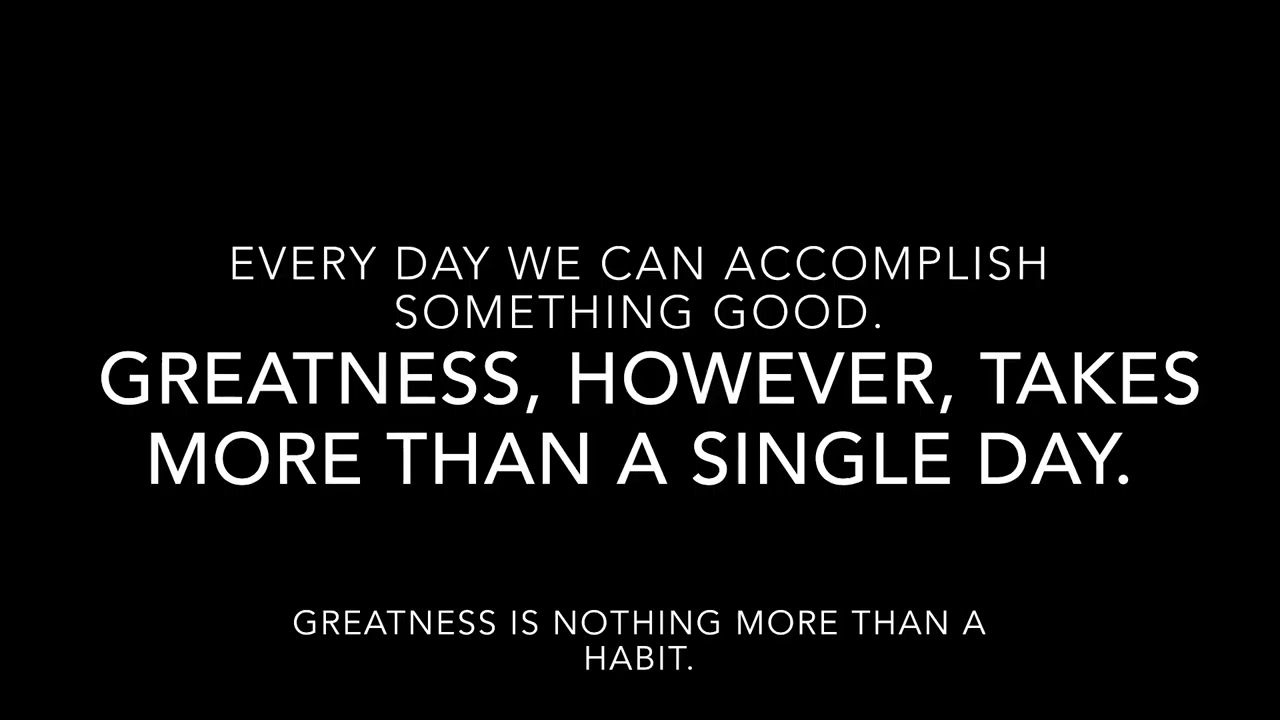 EVERY DAY WE CAN ACCOMPLISH
SOMETHING GOOD.
GREATNESS, HOWEVER, TAKES
MORE THAN A SINGLE DAY.
GREATNESS IS NOTHING MORE THAN A
HABIT.